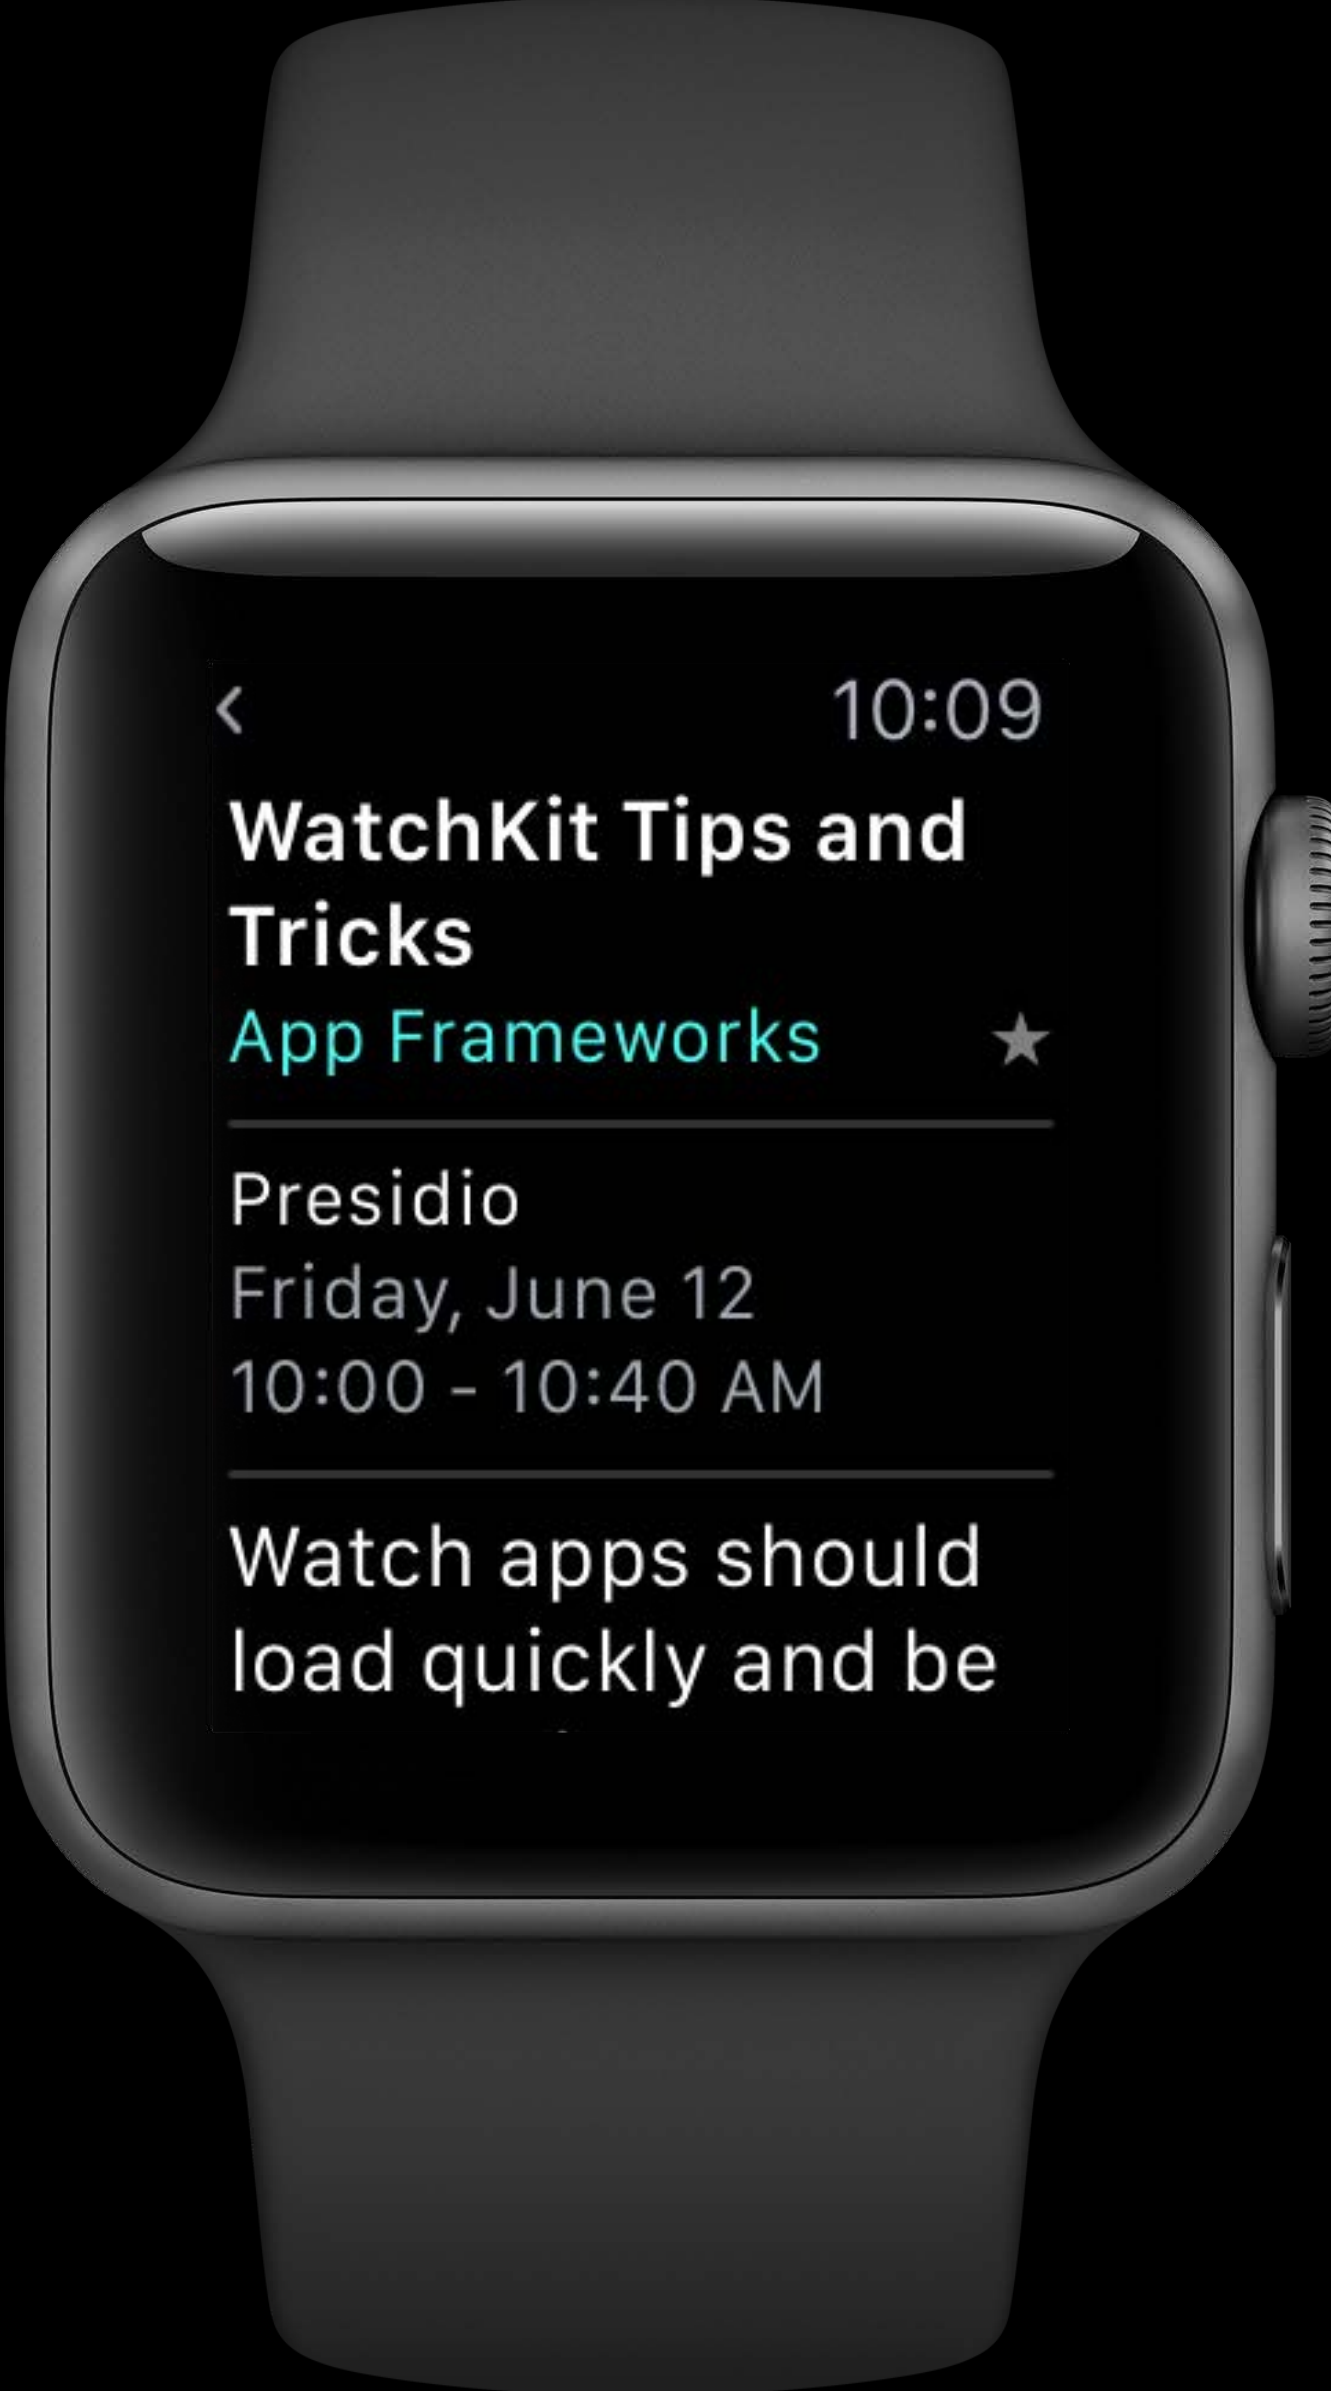 10:09
WatchKit Tips and
Tricks
App Frameworks
Presidio
Friday, June 12
10:00 - 10:40 AM
Watch apps should
load quickly and be